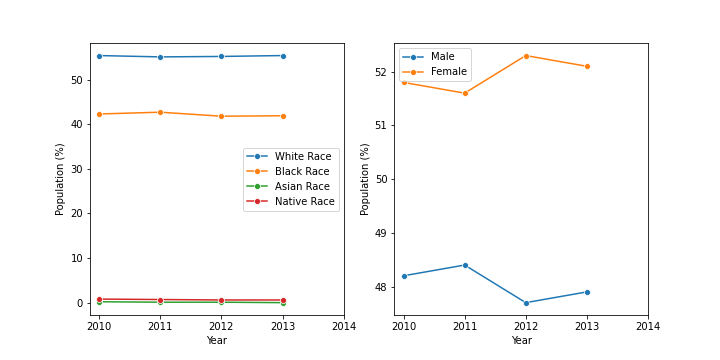 50
40
30
20
10
0
Population (%)
2010 2011 2012 2013 2014
Year
White Race
Black Race
Asian Race
Native Race
52
51
50
49
48
Population (%)
2010 2011 2012 2013 2014
Year
Male
Female